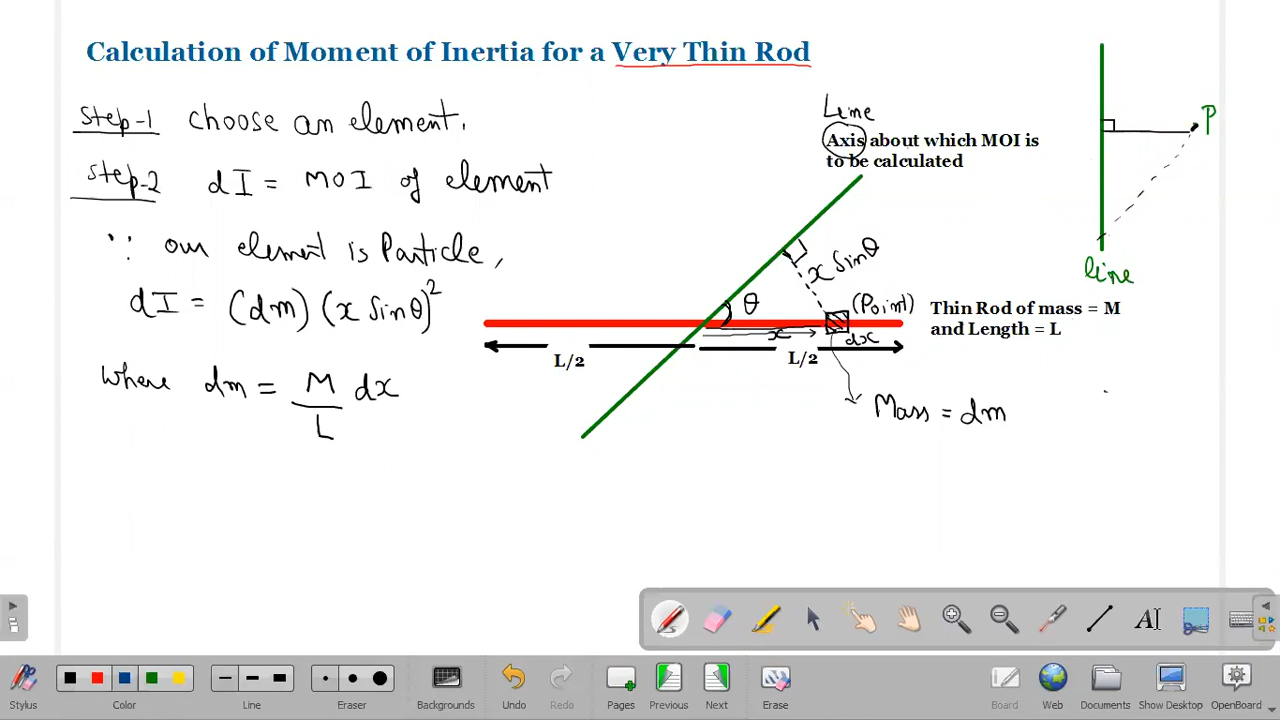 Calculation of Moment of Inertia for a Very Thin Rod
Step-1 choose an element.
Step-2 dI = MOI of element
∵ our element is Particle,
dI = (dm) (x Sinθ)²
where dm = M/L dx
Line
Axis about which MOI is
to be calculated
θ
x Sinθ
(Point)
x
dx
L/2
L/2
Mass = dm
Thin Rod of mass = M
and Length = L
P
line
Stylus
Color
Line
Eraser
Backgrounds
Undo
Redo
Pages
Previous
Next
Erase
Board
Web
Documents
Show Desktop
OpenBoard
AI